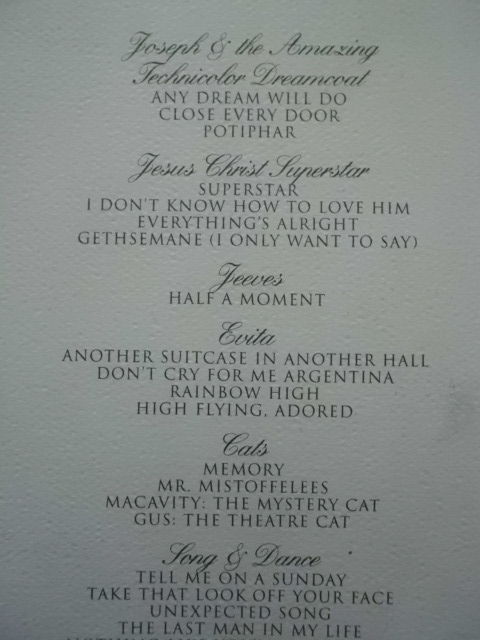 Joseph & the Amazing
Technicolor Dreamcoat
ANY DREAM WILL DO
CLOSE EVERY DOOR
POTIPHAR
Jesus Christ Superstar
SUPERSTAR
I DON'T KNOW HOW TO LOVE HIM
EVERYTHING'S ALRIGHT
GETHSEMANE (I ONLY WANT TO SAY)
Jeeves
HALF A MOMENT
Evita
ANOTHER SUITCASE IN ANOTHER HALL
DON'T CRY FOR ME ARGENTINA
RAINBOW HIGH
HIGH FLYING, ADORED
Cats
MEMORY
MR. MISTOFFELEES
MACAVITY: THE MYSTERY CAT
GUS: THE THEATRE CAT
Song & Dance
TELL ME ON A SUNDAY
TAKE THAT LOOK OFF YOUR FACE
UNEXPECTED SONG
THE LAST MAN IN MY LIFE